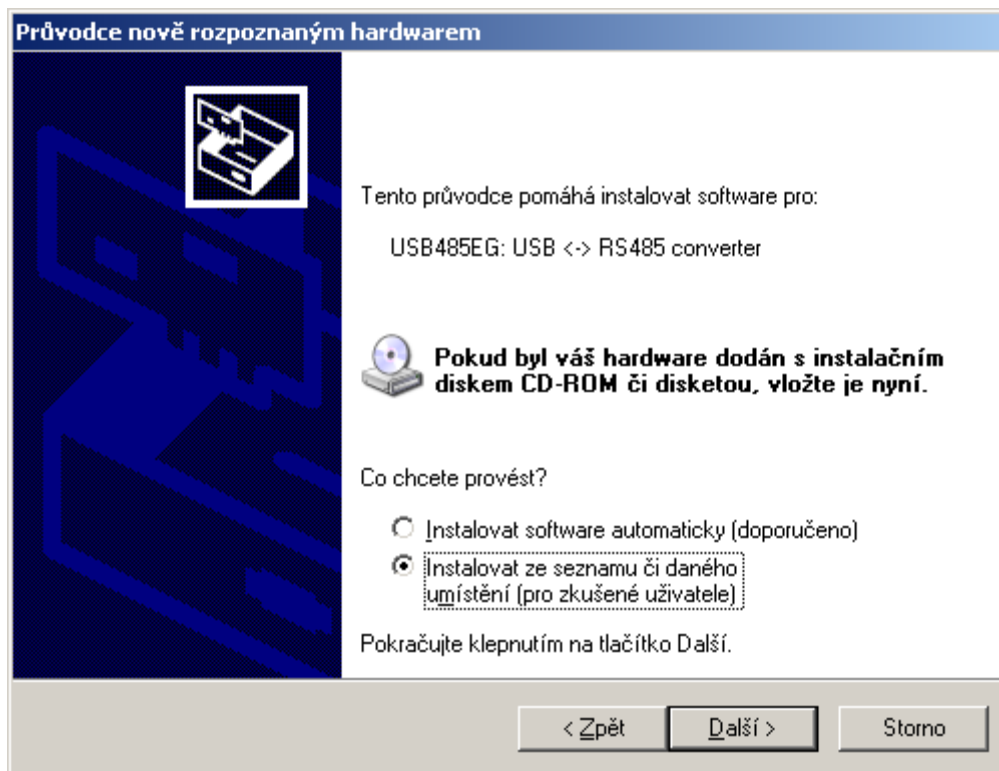 Průvodce nově rozpoznaným hardwarem
Tento průvodce pomáhá instalovat software pro:
USB485EG: USB <-> RS485 converter
Pokud byl váš hardware dodán s instalačním
diskem CD-ROM či disketou, vložte je nyní.
Co chcete provést?
Instalovat software automaticky (doporučeno)
Instalovat ze seznamu či daného
umístění (pro zkušené uživatele)
Pokračujte klepnutím na tlačítko Další.
< Zpět
Další >
Storno